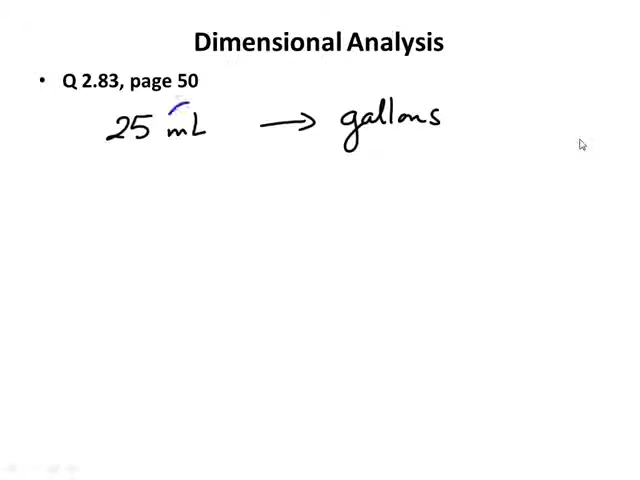 Dimensional Analysis
• Q 2.83, page 50
25 mL → gallons